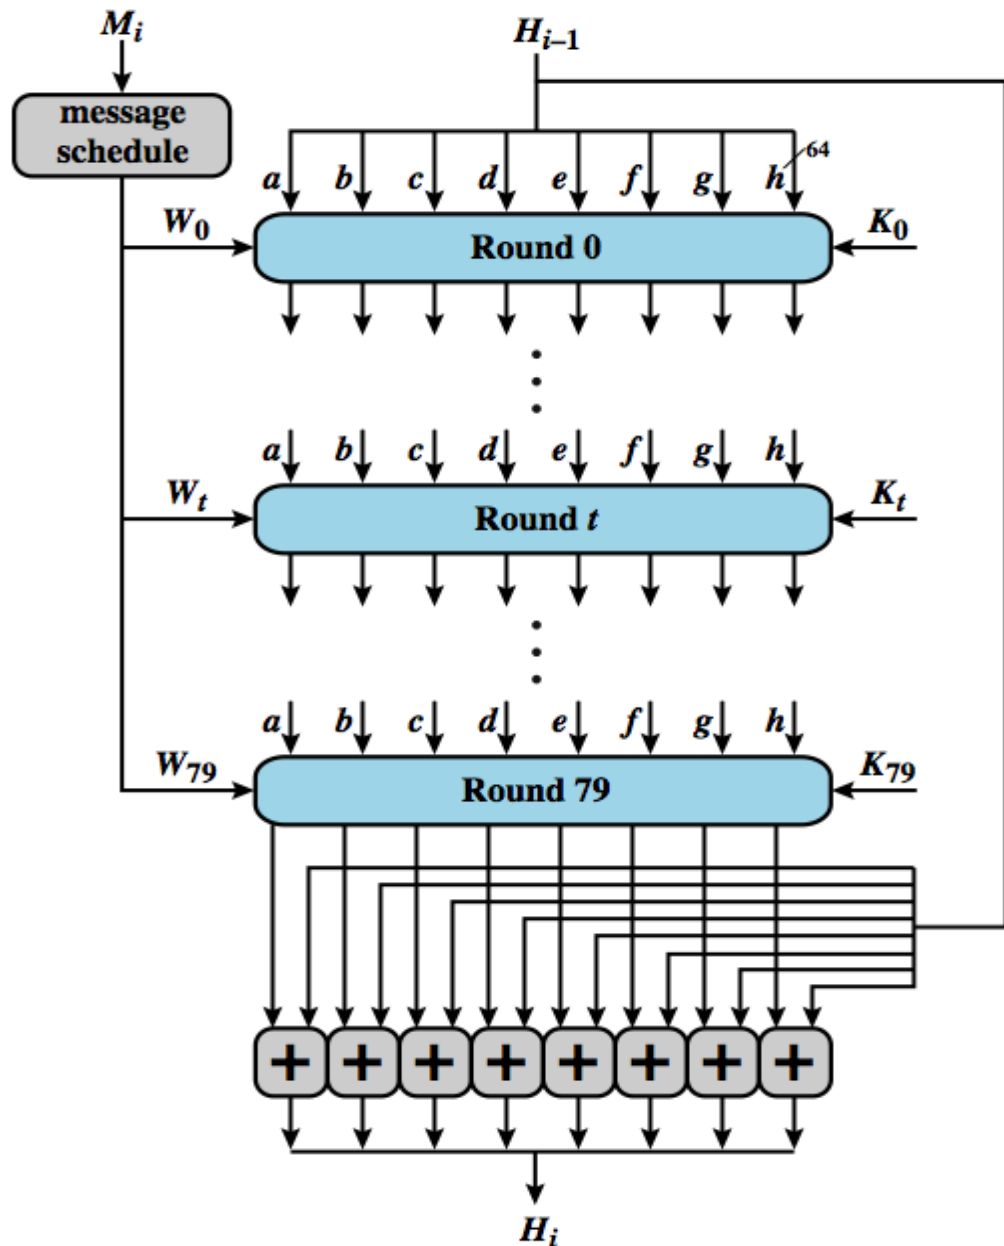 Mᵢ
Hᵢ₋₁
message
schedule
64
a b c d e f g h
W₀
Round 0
K₀
a b c d e f g h
Wₜ
Round t
Kₜ
a b c d e f g h
W₇₉
Round 79
K₇₉
+ + + + + + + +
Hᵢ